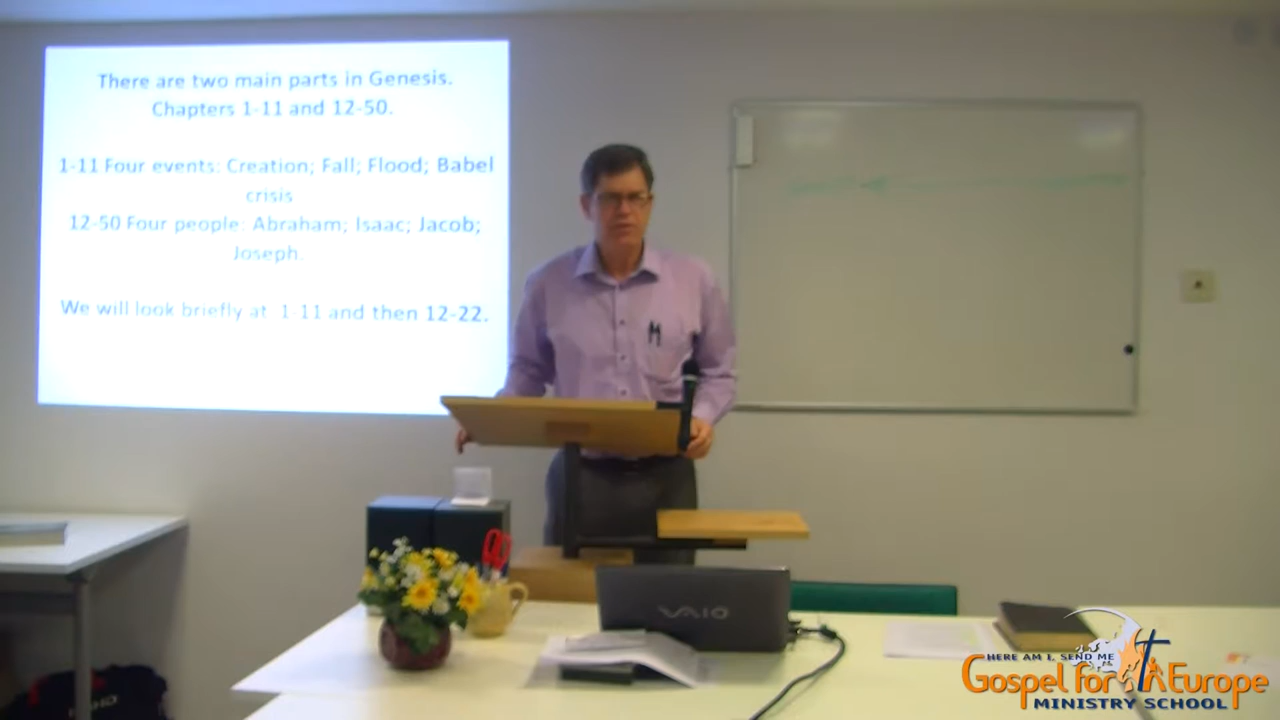 There are two main parts in Genesis.
Chapters 1-11 and 12-50.
1-11 Four events: Creation; Fall; Flood; Babel
crisis
12-50 Four people: Abraham; Isaac; Jacob;
Joseph.
We will look briefly at 1-11 and then 12-22.
VAIO
HERE AM I, SEND ME
Gospel for Europe
MINISTRY SCHOOL